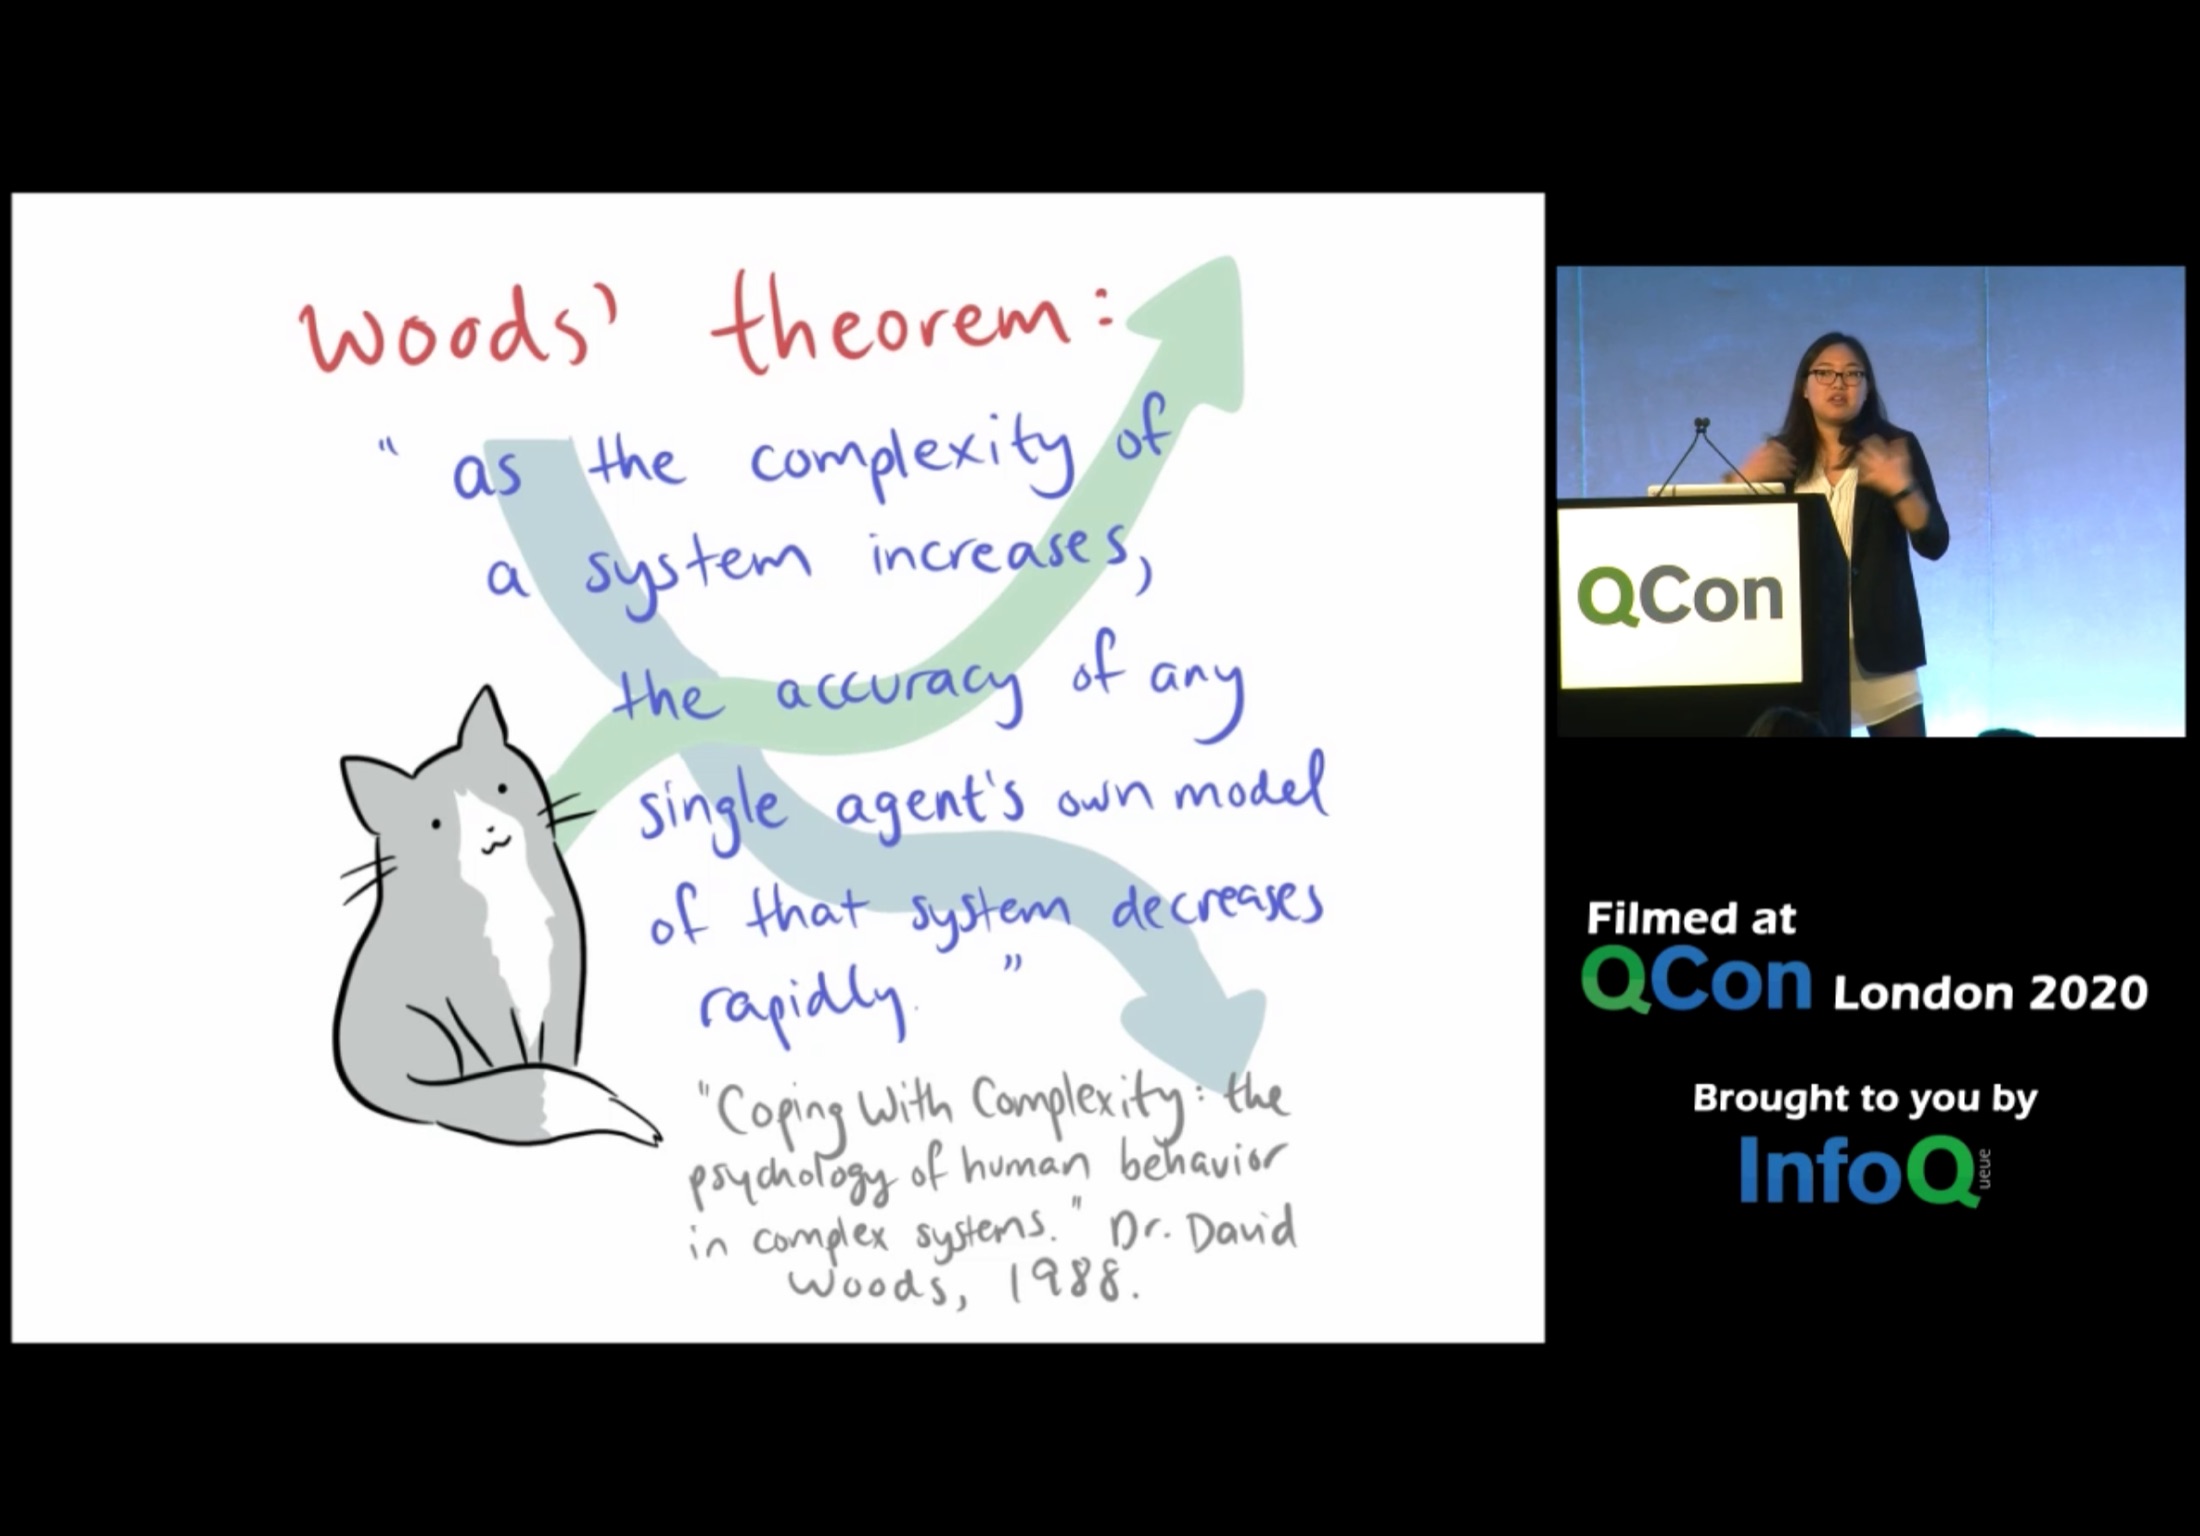 Woods' theorem:
" as the complexity of
a system increases,
the accuracy of any
single agent's own model
of that system decreases
rapidly. "
"Coping With Complexity: the
psychology of human behavior
in complex systems." Dr. David
Woods, 1988.
QCon
Filmed at
QCon London 2020
Brought to you by
InfoQ
ueue